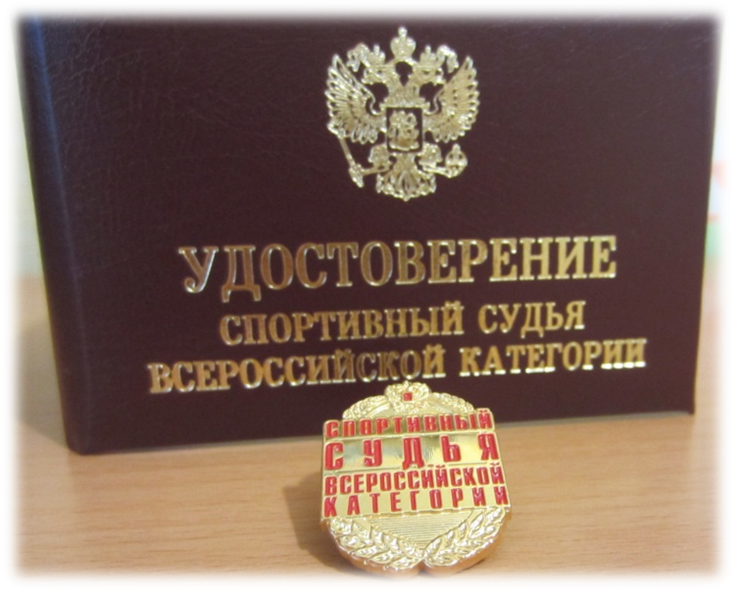 УДОСТОВЕРЕНИЕ
СПОРТИВНЫЙ СУДЬЯ
ВСЕРОССИЙСКОЙ КАТЕГОРИИ
СПОРТИВНЫЙ
СУДЬЯ
ВСЕРОССИЙСКОЙ
КАТЕГОРИИ